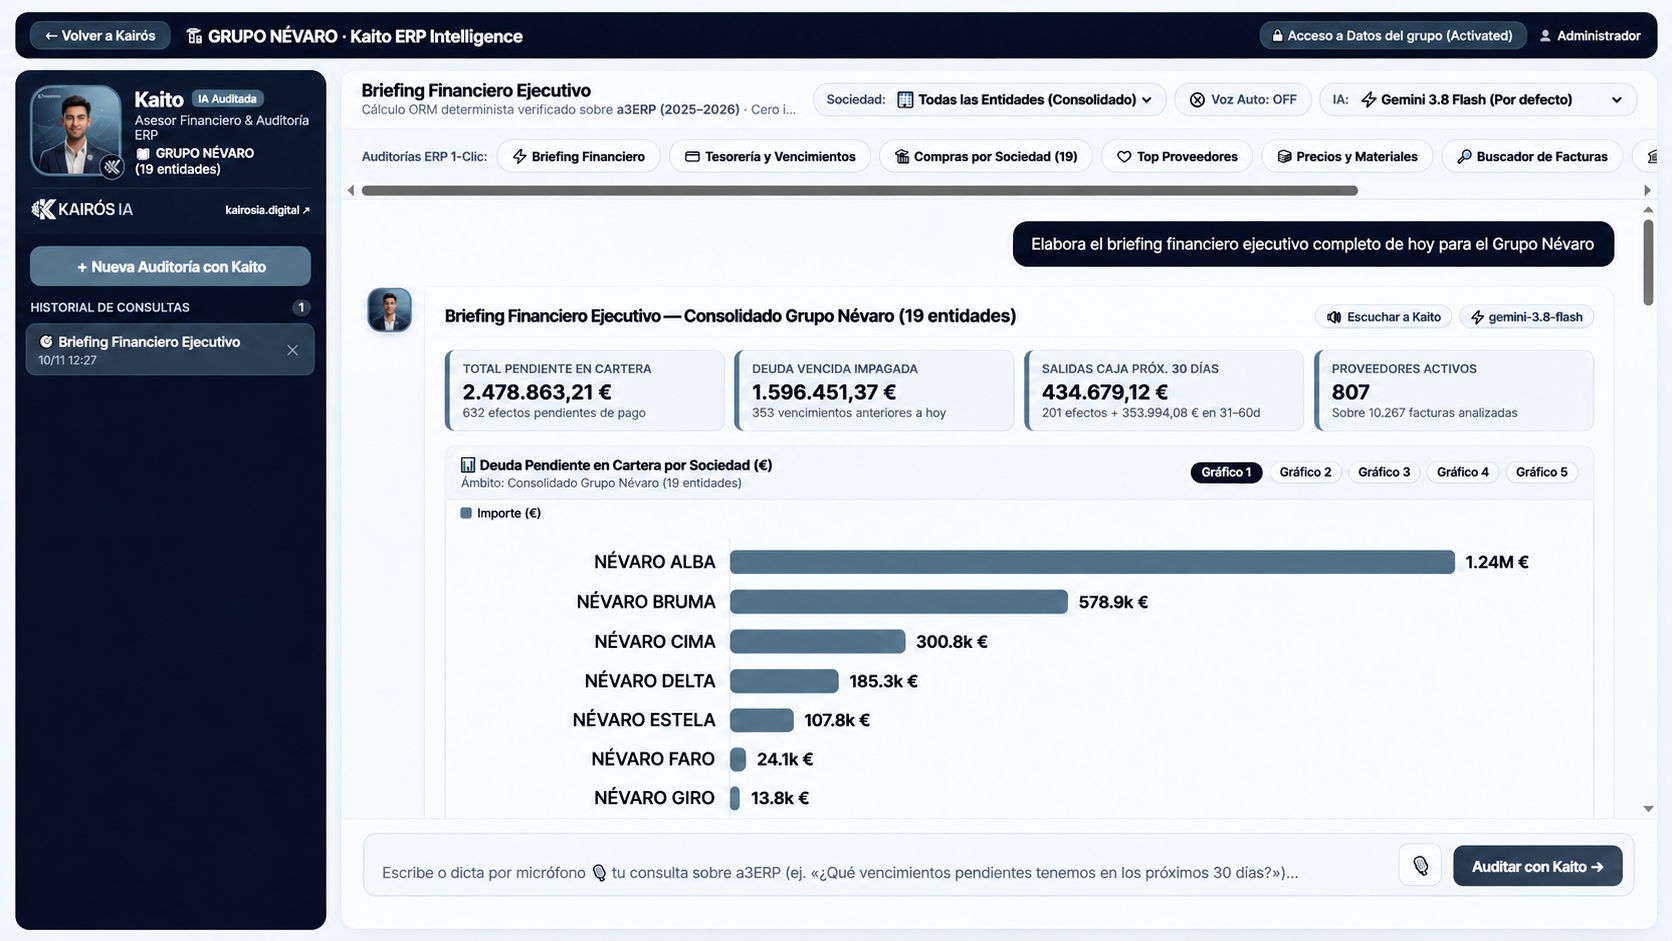 ← Volver a Kairós
GRUPO NÉVARO · Kaito ERP Intelligence
Acceso a Datos del grupo (Activated)
Administrador
Kaito
IA Auditada
Asesor Financiero & Auditoría
ERP
GRUPO NÉVARO
(19 entidades)
KAIRÓS IA
kairosia.digital ↗
+ Nueva Auditoría con Kaito
HISTORIAL DE CONSULTAS
1
Briefing Financiero Ejecutivo
10/11 12:27
Briefing Financiero Ejecutivo
Cálculo ORM determinista verificado sobre a3ERP (2025–2026) · Cero i...
Sociedad: Todas las Entidades (Consolidado)
Voz Auto: OFF
IA: Gemini 3.8 Flash (Por defecto)
Auditorías ERP 1-Clic:
Briefing Financiero
Tesorería y Vencimientos
Compras por Sociedad (19)
Top Proveedores
Precios y Materiales
Buscador de Facturas
Elabora el briefing financiero ejecutivo completo de hoy para el Grupo Névaro
Briefing Financiero Ejecutivo — Consolidado Grupo Névaro (19 entidades)
Escuchar a Kaito
gemini-3.8-flash
TOTAL PENDIENTE EN CARTERA
2.478.863,21 €
632 efectos pendientes de pago
DEUDA VENCIDA IMPAGADA
1.596.451,37 €
353 vencimientos anteriores a hoy
SALIDAS CAJA PRÓX. 30 DÍAS
434.679,12 €
201 efectos + 353.994,08 € en 31–60d
PROVEEDORES ACTIVOS
807
Sobre 10.267 facturas analizadas
Deuda Pendiente en Cartera por Sociedad (€)
Ámbito: Consolidado Grupo Névaro (19 entidades)
Gráfico 1
Gráfico 2
Gráfico 3
Gráfico 4
Gráfico 5
Importe (€)
NÉVARO ALBA 1.24M €
NÉVARO BRUMA 578.9k €
NÉVARO CIMA 300.8k €
NÉVARO DELTA 185.3k €
NÉVARO ESTELA 107.8k €
NÉVARO FARO 24.1k €
NÉVARO GIRO 13.8k €
Escribe o dicta por micrófono tu consulta sobre a3ERP (ej. «¿Qué vencimientos pendientes tenemos en los próximos 30 días?»)...
Auditar con Kaito →